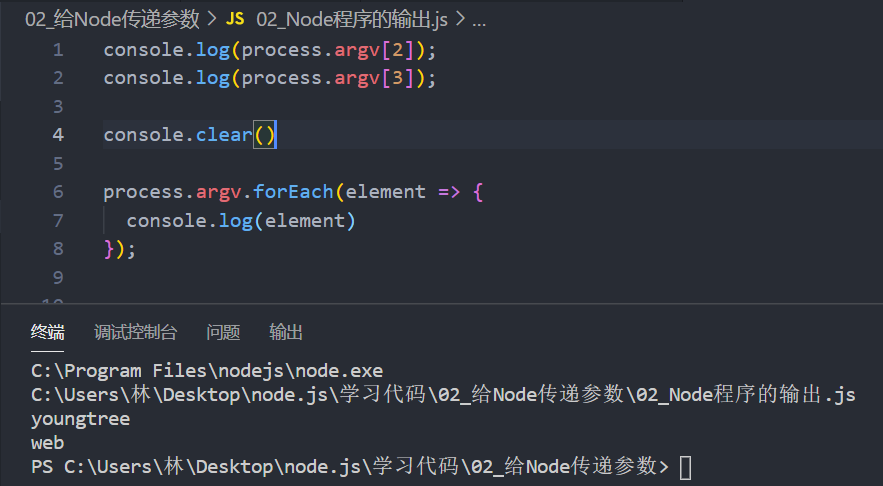 02_给Node传递参数 > JS 02_Node程序的输出.js > ...
1 console.log(process.argv[2]);
2 console.log(process.argv[3]);
3
4 console.clear()
5
6 process.argv.forEach(element => {
7 console.log(element)
8 });
9
终端 调试控制台 问题 输出
C:\Program Files\nodejs\node.exe
C:\Users\林\Desktop\node.js\学习代码\02_给Node传递参数\02_Node程序的输出.js
youngtree
web
PS C:\Users\林\Desktop\node.js\学习代码\02_给Node传递参数>